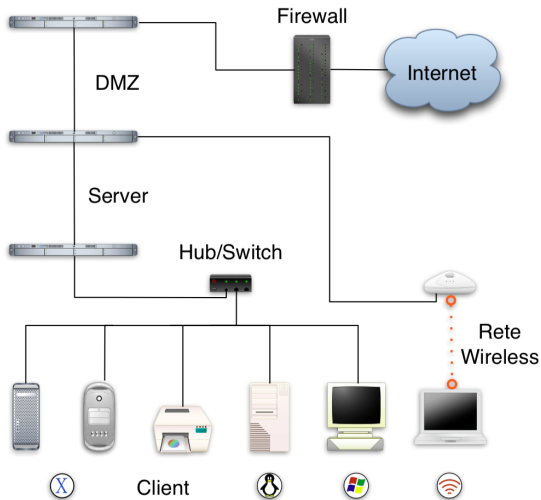 Firewall
Internet
DMZ
Server
Hub/Switch
Rete
Wireless
X
Client